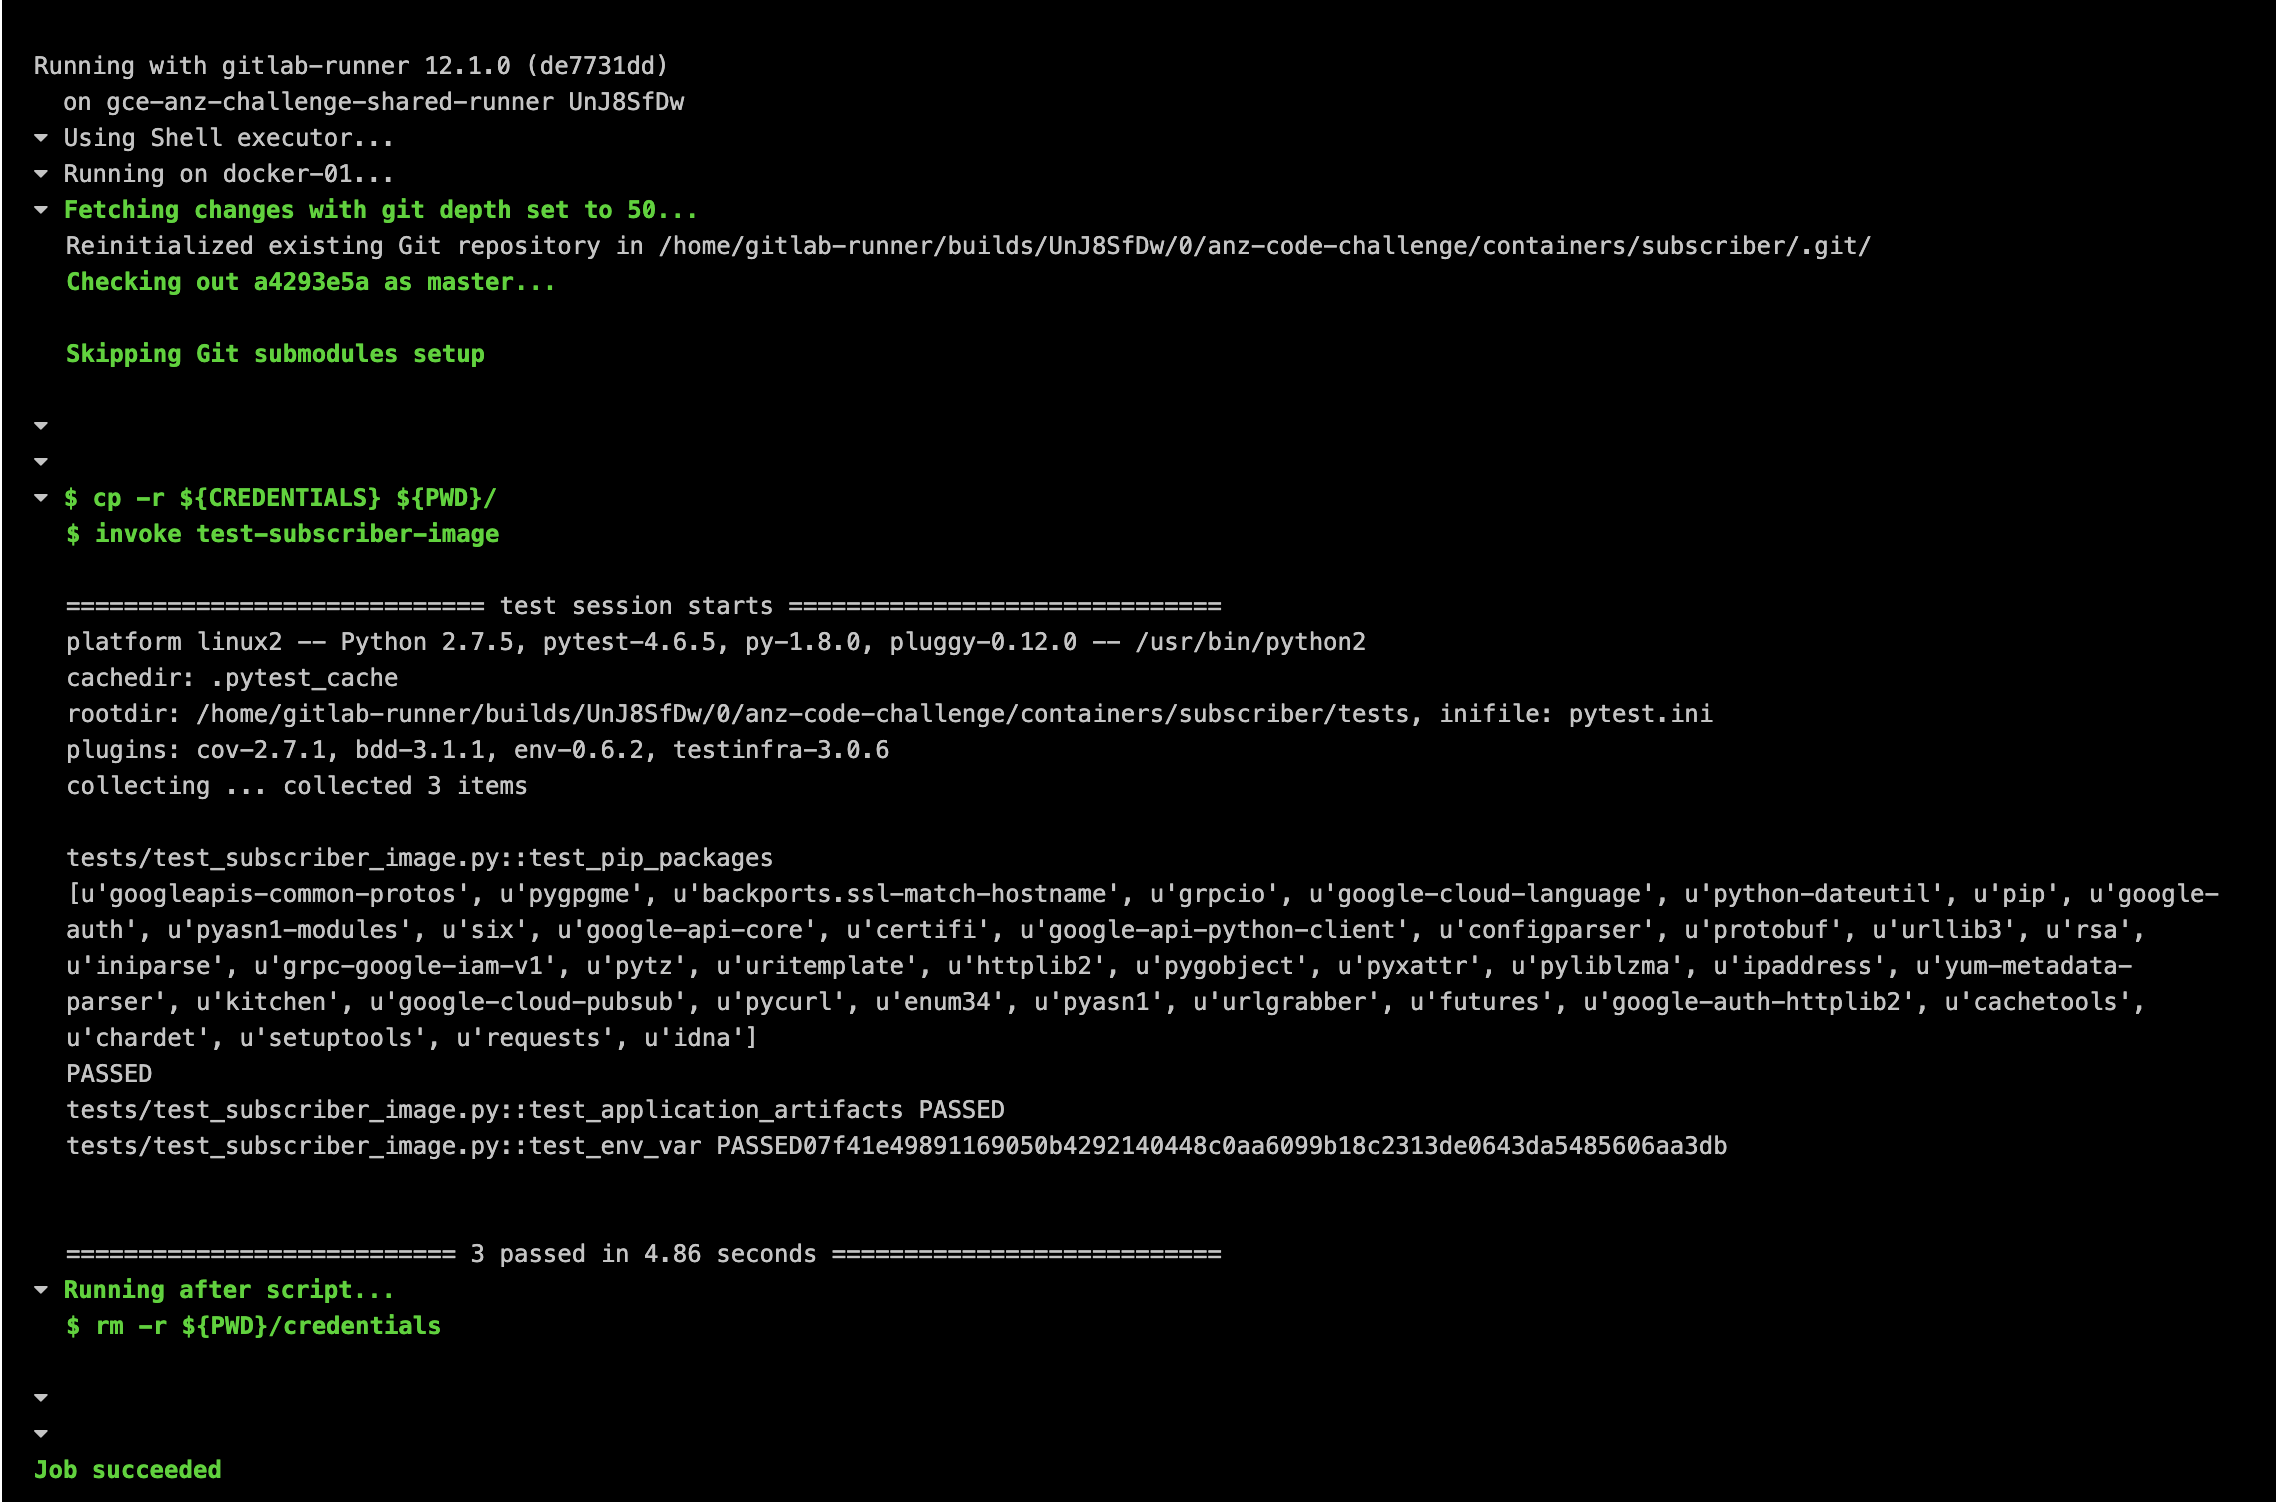 Running with gitlab-runner 12.1.0 (de7731dd)
on gce-anz-challenge-shared-runner UnJ8SfDw
Using Shell executor...
Running on docker-01...
Fetching changes with git depth set to 50...
Reinitialized existing Git repository in /home/gitlab-runner/builds/UnJ8SfDw/0/anz-code-challenge/containers/subscriber/.git/
Checking out a4293e5a as master...
Skipping Git submodules setup
$ cp -r ${CREDENTIALS} ${PWD}/
$ invoke test-subscriber-image
============================= test session starts ==============================
platform linux2 -- Python 2.7.5, pytest-4.6.5, py-1.8.0, pluggy-0.12.0 -- /usr/bin/python2
cachedir: .pytest_cache
rootdir: /home/gitlab-runner/builds/UnJ8SfDw/0/anz-code-challenge/containers/subscriber/tests, inifile: pytest.ini
plugins: cov-2.7.1, bdd-3.1.1, env-0.6.2, testinfra-3.0.6
collecting ... collected 3 items
tests/test_subscriber_image.py::test_pip_packages
[u'googleapis-common-protos', u'pygpgme', u'backports.ssl-match-hostname', u'grpcio', u'google-cloud-language', u'python-dateutil', u'pip', u'google-
auth', u'pyasn1-modules', u'six', u'google-api-core', u'certifi', u'google-api-python-client', u'configparser', u'protobuf', u'urllib3', u'rsa',
u'iniparse', u'grpc-google-iam-v1', u'pytz', u'uritemplate', u'httplib2', u'pygobject', u'pyxattr', u'pyliblzma', u'ipaddress', u'yum-metadata-
parser', u'kitchen', u'google-cloud-pubsub', u'pycurl', u'enum34', u'pyasn1', u'urlgrabber', u'futures', u'google-auth-httplib2', u'cachetools',
u'chardet', u'setuptools', u'requests', u'idna']
PASSED
tests/test_subscriber_image.py::test_application_artifacts PASSED
tests/test_subscriber_image.py::test_env_var PASSED07f41e49891169050b4292140448c0aa6099b18c2313de0643da5485606aa3db
=========================== 3 passed in 4.86 seconds ===========================
Running after script...
$ rm -r ${PWD}/credentials
Job succeeded